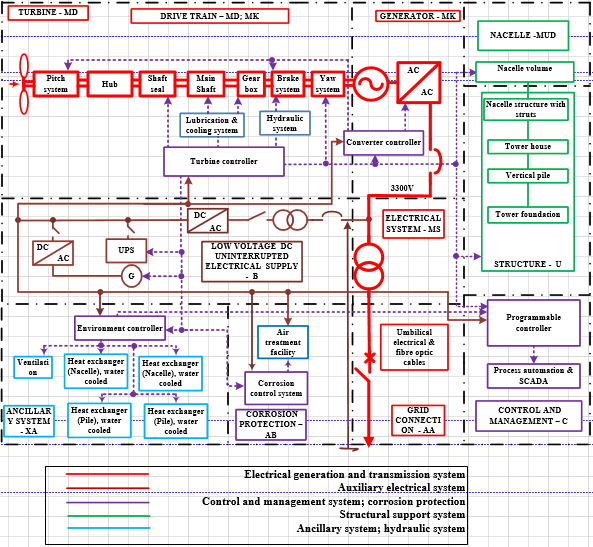 TURBINE - MD
DRIVE TRAIN – MD; MK
GENERATOR - MK
NACELLE -MUD
Nacelle volume
Pitch
system
Hub
Shaft
seal
Main
Shaft
Gear
box
Brake
system
Yaw
system
AC
AC
Nacelle structure with
struts
Tower house
Vertical pile
Tower foundation
STRUCTURE - U
Lubrication &
cooling system
Hydraulic
system
Converter controller
Turbine controller
3300V
DC
AC
ELECTRICAL
SYSTEM - MS
DC
AC
UPS
G
LOW VOLTAGE DC
UNINTERRUPTED
ELECTRICAL SUPPLY -
B
Environment controller
Air
treatment
facility
Umbilical
electrical &
fibre optic
cables
Programmable
controller
Ventilati
on
Heat exchanger
(Nacelle), water
cooled
Heat exchanger
(Nacelle), water
cooled
Corrosion
control system
Process automation &
SCADA
ANCILLAR
Y SYSTEM
- XA
Heat exchanger
(Pile), water
cooled
Heat exchanger
(Pile), water
cooled
CORROSION
PROTECTION –
AB
GRID
CONNECTI
ON - AA
CONTROL AND
MANAGEMENT – C
Electrical generation and transmission system
Auxiliary electrical system
Control and management system; corrosion protection
Structural support system
Ancillary system; hydraulic system